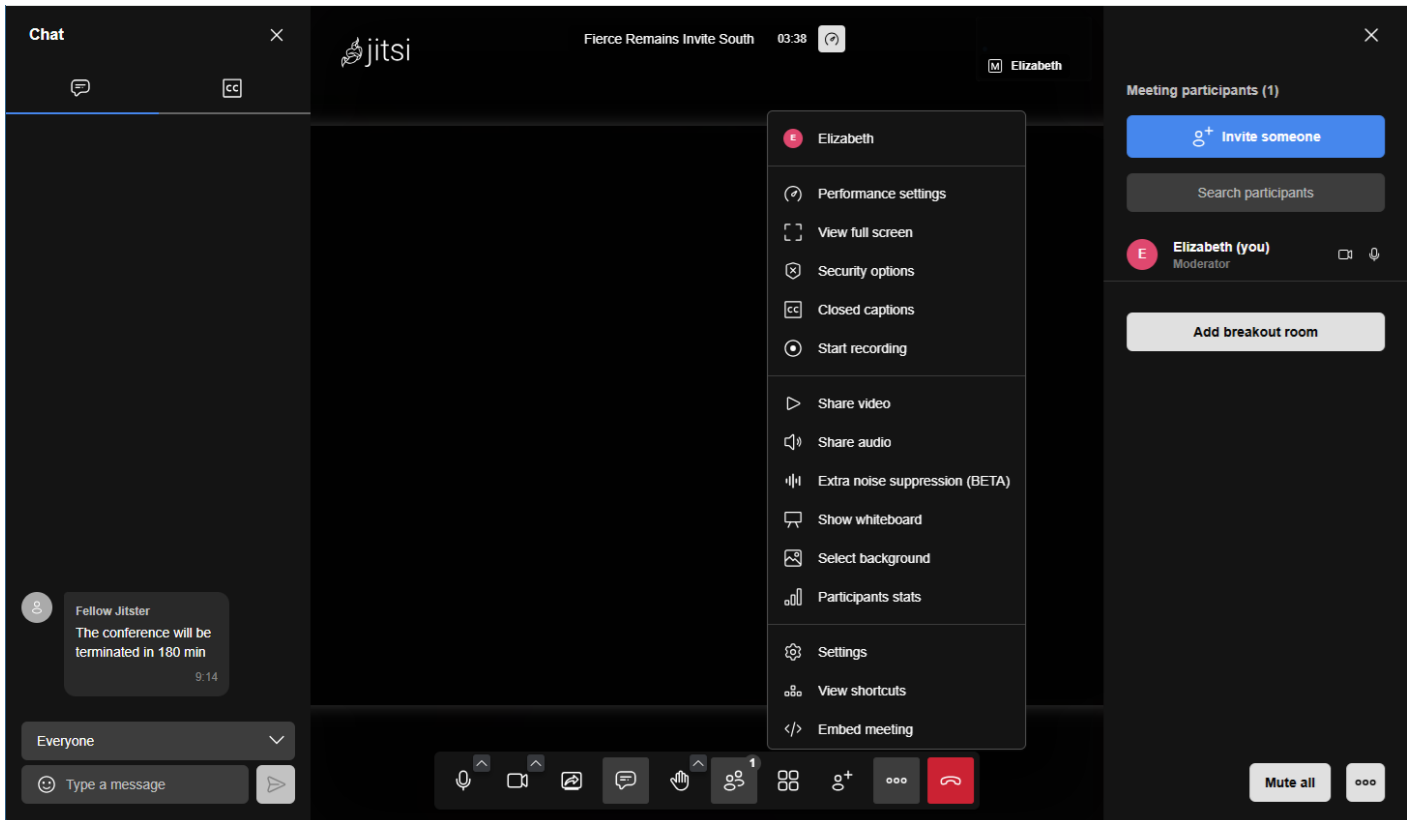 Chat
CC
Fellow Jitster
The conference will be
terminated in 180 min
9:14
Everyone
Type a message
jitsi
Fierce Remains Invite South 03:38
M Elizabeth
E Elizabeth
Performance settings
View full screen
Security options
CC Closed captions
Start recording
Share video
Share audio
Extra noise suppression (BETA)
Show whiteboard
Select background
Participants stats
Settings
View shortcuts
Embed meeting
1
Meeting participants (1)
Invite someone
Search participants
E Elizabeth (you)
Moderator
Add breakout room
Mute all